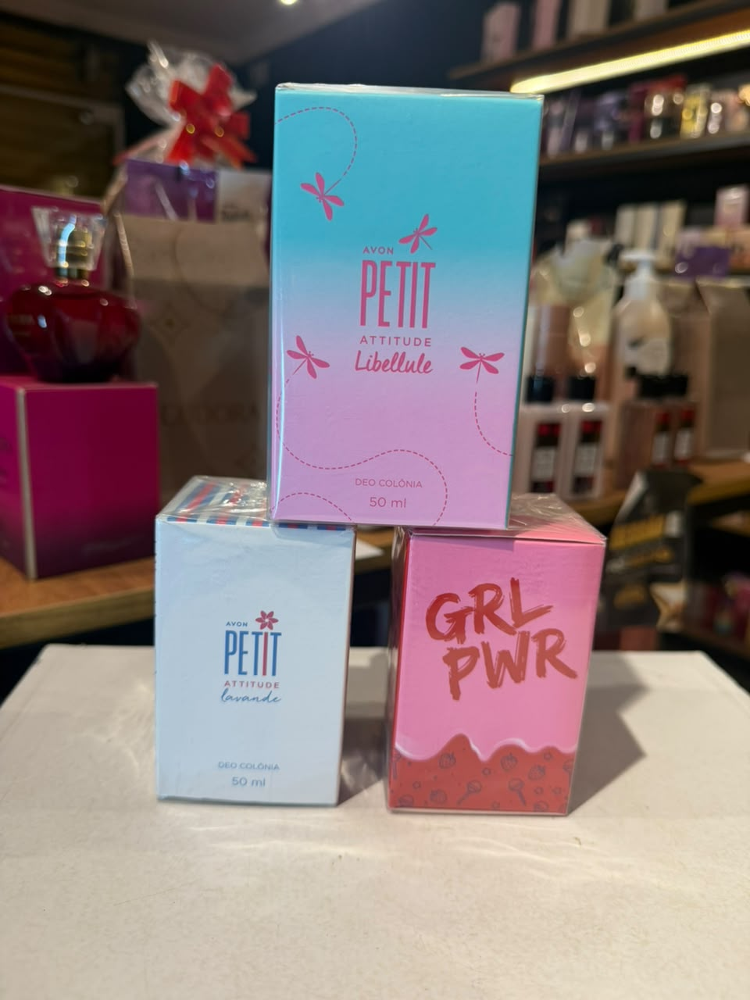 AVON
PETIT
ATTITUDE
Libellule
DEO COLÔNIA
50 ml
AVON
PETIT
ATTITUDE
lavande
DEO COLÔNIA
50 ml
GRL
PWR